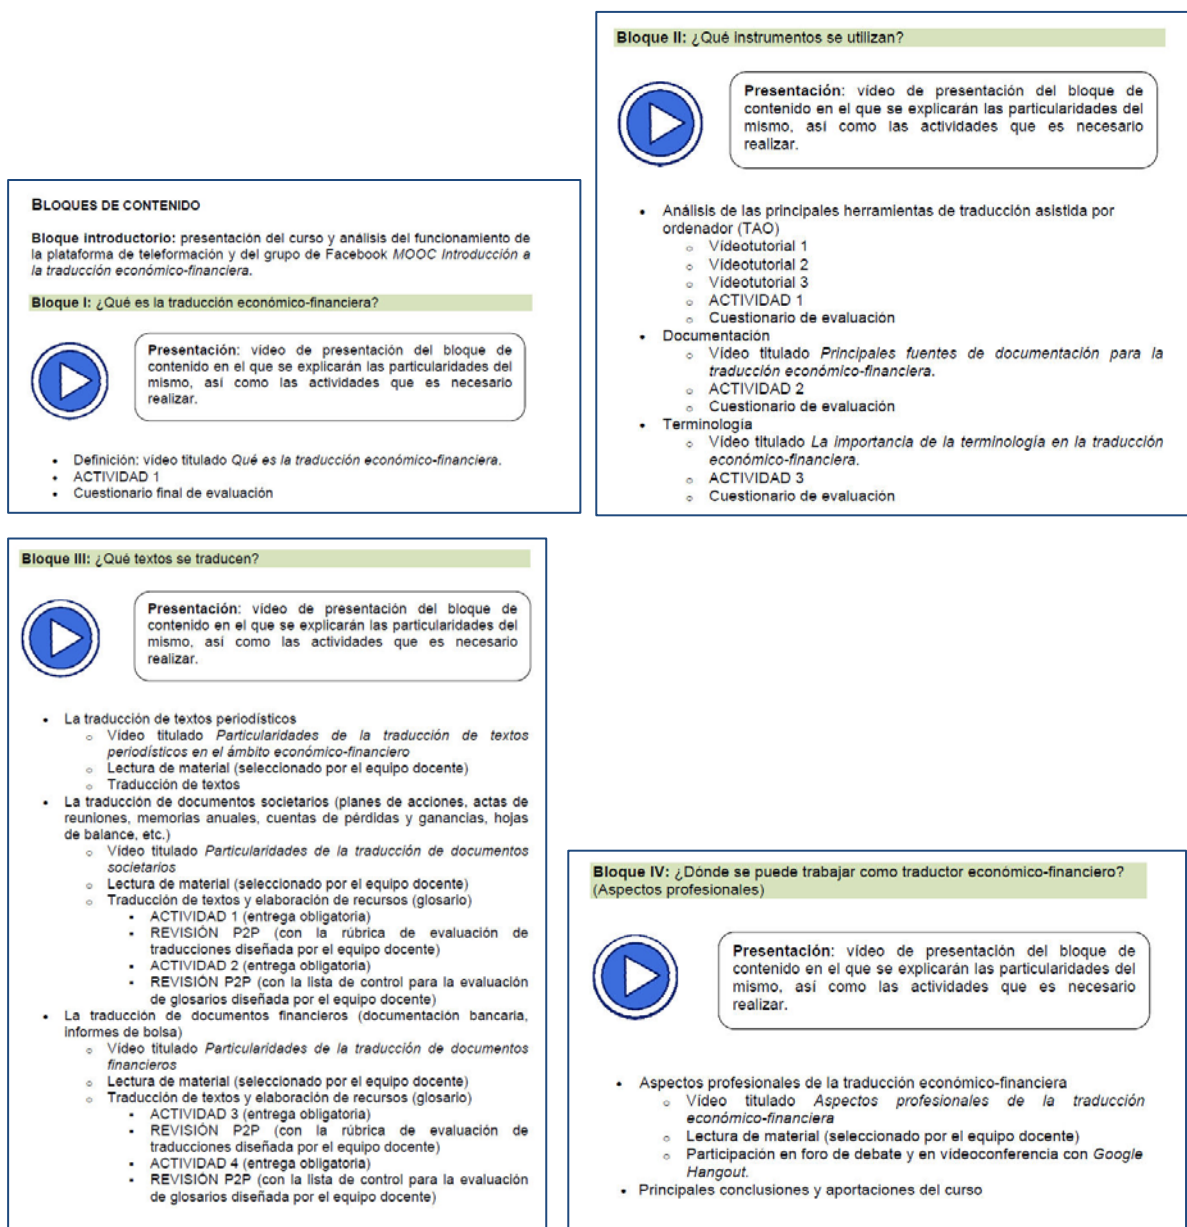 BLOQUES DE CONTENIDO
Bloque introductorio: presentación del curso y análisis del funcionamiento de
la plataforma de teleformación y del grupo de Facebook MOOC Introducción a
la traducción económico-financiera.
Bloque I: ¿Qué es la traducción económico-financiera?
Presentación: vídeo de presentación del bloque de
contenido en el que se explicarán las particularidades del
mismo, así como las actividades que es necesario
realizar.
• Definición: vídeo titulado Qué es la traducción económico-financiera.
• ACTIVIDAD 1
• Cuestionario final de evaluación
Bloque II: ¿Qué instrumentos se utilizan?
Presentación: vídeo de presentación del bloque de
contenido en el que se explicarán las particularidades del
mismo, así como las actividades que es necesario
realizar.
• Análisis de las principales herramientas de traducción asistida por
ordenador (TAO)
o Vídeotutorial 1
o Vídeotutorial 2
o Vídeotutorial 3
o ACTIVIDAD 1
o Cuestionario de evaluación
• Documentación
o Vídeo titulado Principales fuentes de documentación para la
traducción económico-financiera.
o ACTIVIDAD 2
o Cuestionario de evaluación
• Terminología
o Vídeo titulado La importancia de la terminología en la traducción
económico-financiera.
o ACTIVIDAD 3
o Cuestionario de evaluación
Bloque III: ¿Qué textos se traducen?
Presentación: vídeo de presentación del bloque de
contenido en el que se explicarán las particularidades del
mismo, así como las actividades que es necesario
realizar.
• La traducción de textos periodísticos
o Vídeo titulado Particularidades de la traducción de textos
periodísticos en el ámbito económico-financiero
o Lectura de material (seleccionado por el equipo docente)
o Traducción de textos
• La traducción de documentos societarios (planes de acciones, actas de
reuniones, memorias anuales, cuentas de pérdidas y ganancias, hojas
de balance, etc.)
o Vídeo titulado Particularidades de la traducción de documentos
societarios
o Lectura de material (seleccionado por el equipo docente)
o Traducción de textos y elaboración de recursos (glosario)
▪ ACTIVIDAD 1 (entrega obligatoria)
▪ REVISIÓN P2P (con la rúbrica de evaluación de
traducciones diseñada por el equipo docente)
▪ ACTIVIDAD 2 (entrega obligatoria)
▪ REVISIÓN P2P (con la lista de control para la evaluación
de glosarios diseñada por el equipo docente)
• La traducción de documentos financieros (documentación bancaria,
informes de bolsa)
o Vídeo titulado Particularidades de la traducción de documentos
financieros
o Lectura de material (seleccionado por el equipo docente)
o Traducción de textos y elaboración de recursos (glosario)
▪ ACTIVIDAD 3 (entrega obligatoria)
▪ REVISIÓN P2P (con la rúbrica de evaluación de
traducciones diseñada por el equipo docente)
▪ ACTIVIDAD 4 (entrega obligatoria)
▪ REVISIÓN P2P (con la lista de control para la evaluación
de glosarios diseñada por el equipo docente)
Bloque IV: ¿Dónde se puede trabajar como traductor económico-financiero?
(Aspectos profesionales)
Presentación: vídeo de presentación del bloque de
contenido en el que se explicarán las particularidades del
mismo, así como las actividades que es necesario
realizar.
• Aspectos profesionales de la traducción económico-financiera
o Vídeo titulado Aspectos profesionales de la traducción
económico-financiera
o Lectura de material (seleccionado por el equipo docente)
o Participación en foro de debate y en vídeoconferencia con Google
Hangout.
• Principales conclusiones y aportaciones del curso